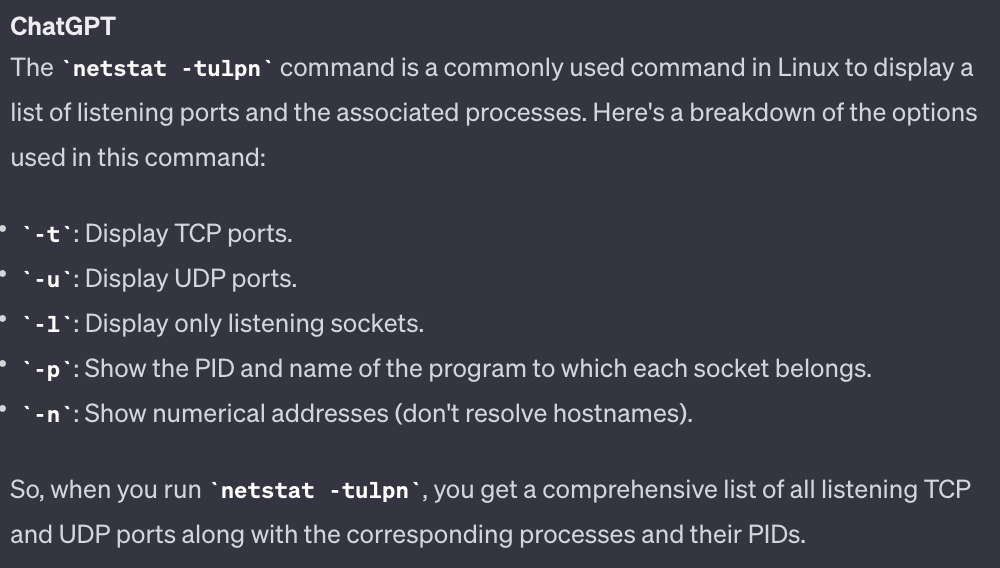 ChatGPT
The `netstat -tulpn` command is a commonly used command in Linux to display a
list of listening ports and the associated processes. Here's a breakdown of the options
used in this command:
• `-t`: Display TCP ports.
• `-u`: Display UDP ports.
• `-l`: Display only listening sockets.
• `-p`: Show the PID and name of the program to which each socket belongs.
• `-n`: Show numerical addresses (don't resolve hostnames).
So, when you run `netstat -tulpn`, you get a comprehensive list of all listening TCP
and UDP ports along with the corresponding processes and their PIDs.